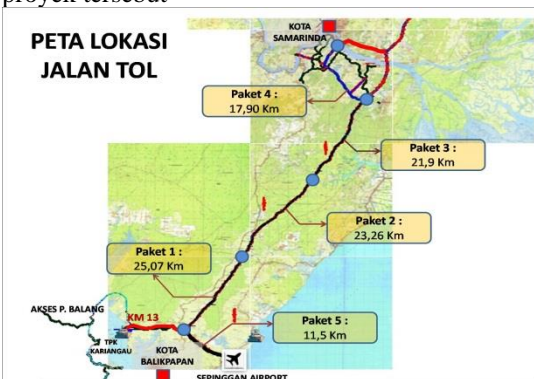 proyek tersebut
PETA LOKASI
JALAN TOL
KOTA
SAMARINDA
Paket 4 :
17,90 Km
Paket 3 :
21,9 Km
Paket 2 :
23,26 Km
Paket 1 :
25,07 Km
AKSES P. BALANG
KM 13
TPK
KARIANGAU
Paket 5 :
11,5 Km
KOTA
BALIKPAPAN
SEPINGGAN AIRPORT